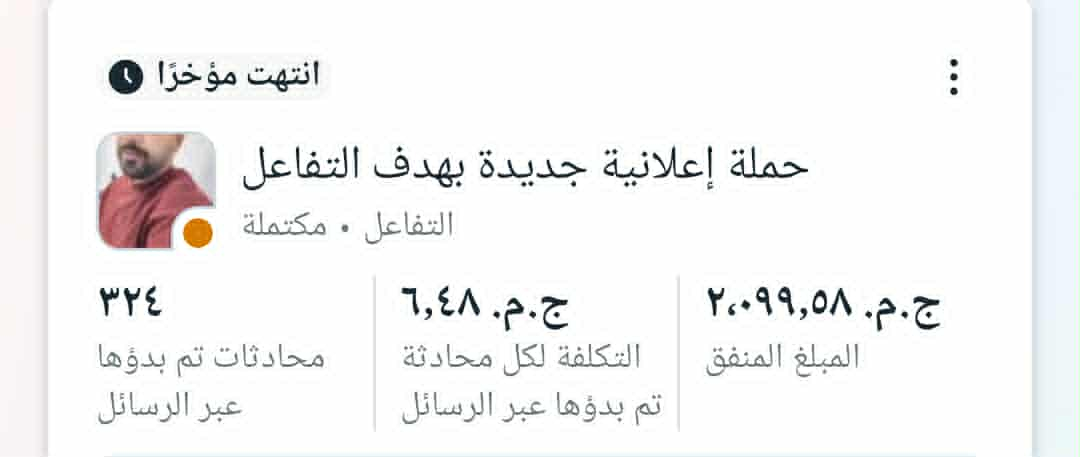 انتهت مؤخرًا
حملة إعلانية جديدة بهدف التفاعل
التفاعل • مكتملة
ج.م.‏ ٢،٠٩٩,٥٨
المبلغ المنفق
ج.م.‏ ٦,٤٨
التكلفة لكل محادثة
تم بدؤها عبر الرسائل
٣٢٤
محادثات تم بدؤها
عبر الرسائل